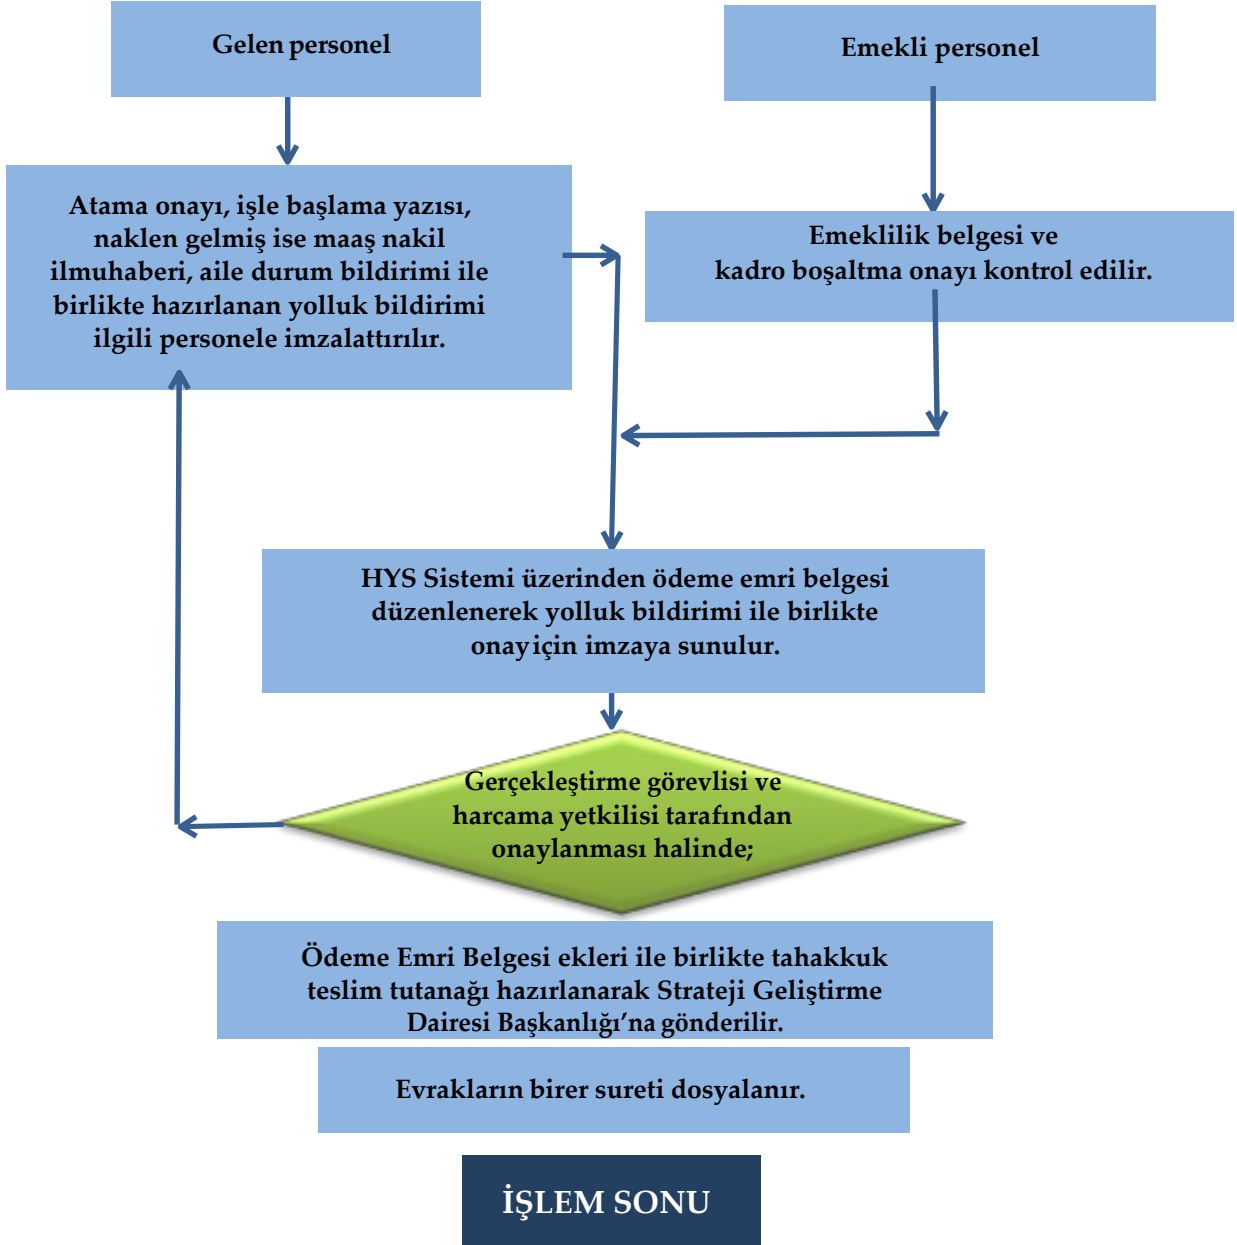 Gelen personel
Emekli personel
Atama onayı, işle başlama yazısı,
naklen gelmiş ise maaş nakil
ilmuhaberi, aile durum bildirimi ile
birlikte hazırlanan yolluk bildirimi
ilgili personele imzalattırılır.
Emeklilik belgesi ve
kadro boşaltma onayı kontrol edilir.
HYS Sistemi üzerinden ödeme emri belgesi
düzenlenerek yolluk bildirimi ile birlikte
onay için imzaya sunulur.
Gerçekleştirme görevlisi ve
harcama yetkilisi tarafından
onaylanması halinde;
Ödeme Emri Belgesi ekleri ile birlikte tahakkuk
teslim tutanağı hazırlanarak Strateji Geliştirme
Dairesi Başkanlığı’na gönderilir.
Evrakların birer sureti dosyalanır.
İŞLEM SONU